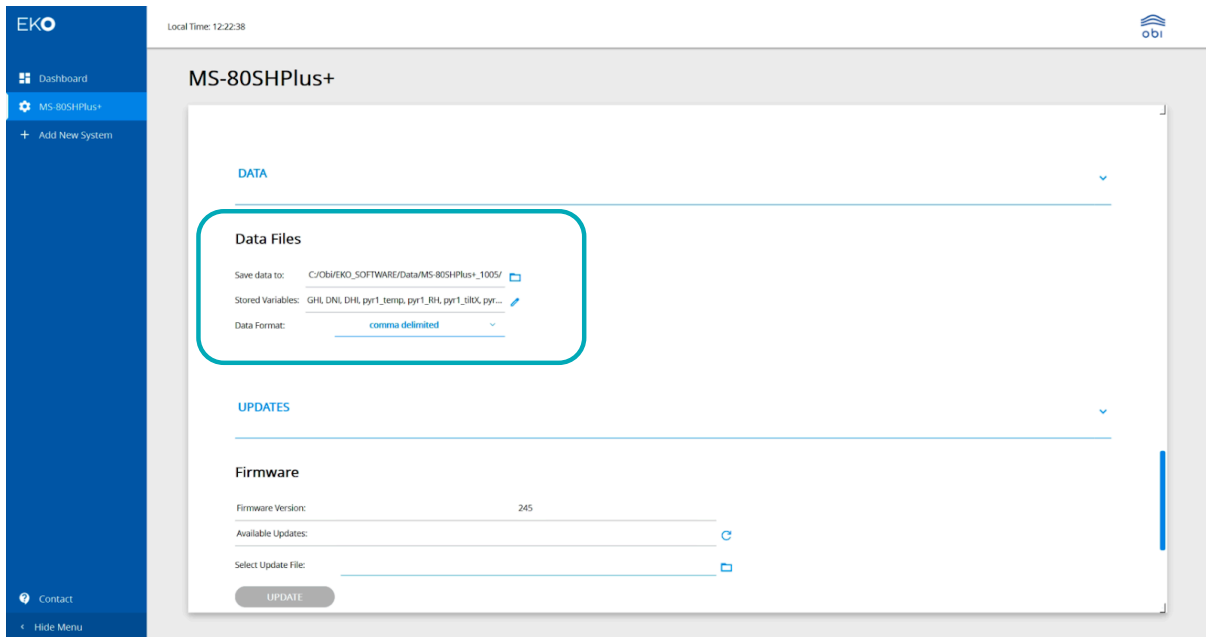 EKO
Local Time: 12:22:38
obi
Dashboard
MS-80SHPlus+
Add New System
MS-80SHPlus+
DATA
Data Files
Save data to: C:/Obi/EKO_SOFTWARE/Data/MS-80SHPlus+_1005/
Stored Variables: GHI, DNI, DHI, pyr1_temp, pyr1_RH, pyr1_tiltX, pyr...
Data Format: comma delimited
UPDATES
Firmware
Firmware Version: 245
Available Updates:
Select Update File:
UPDATE
Contact
Hide Menu